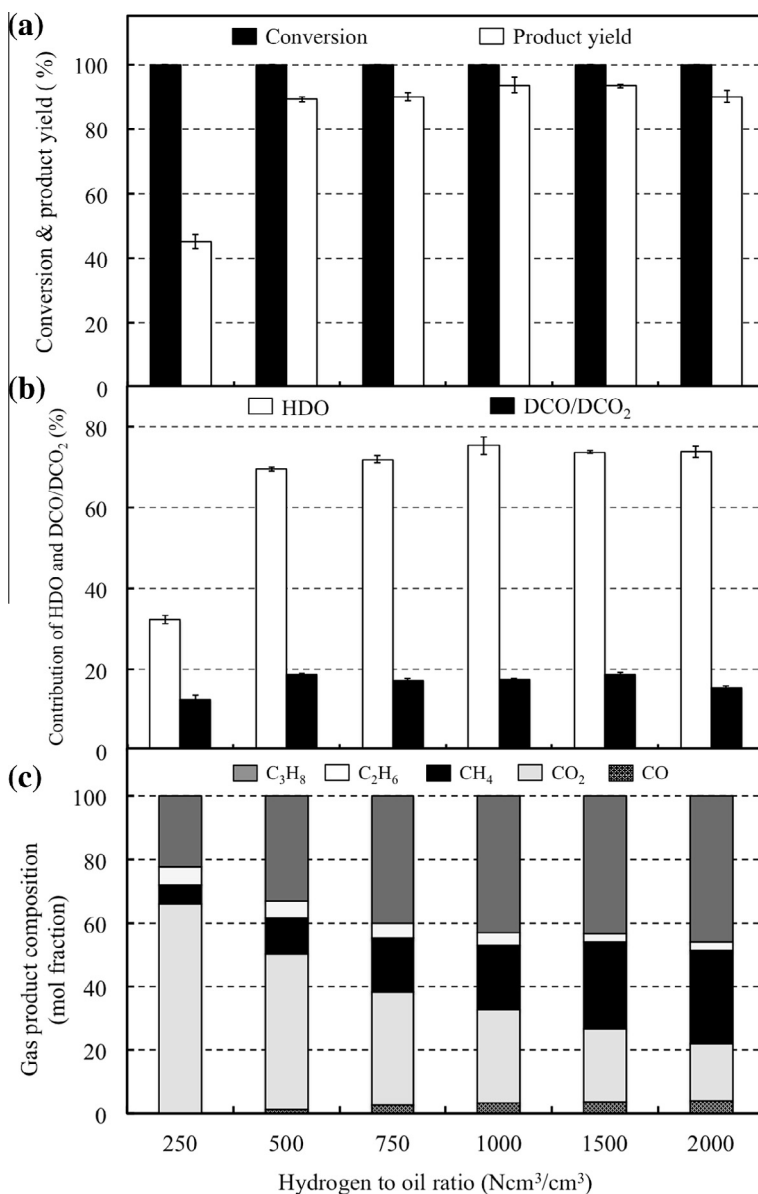 (a)
Conversion Product yield
Conversion & product yield ( %)
100
80
60
40
20
0
(b)
HDO DCO/DCO₂
Contribution of HDO and DCO/DCO₂ (%)
80
60
40
20
0
(c)
C₃H₈ C₂H₆ CH₄ CO₂ CO
Gas product composition
(mol fraction)
100
80
60
40
20
0
250 500 750 1000 1500 2000
Hydrogen to oil ratio (Ncm³/cm³)